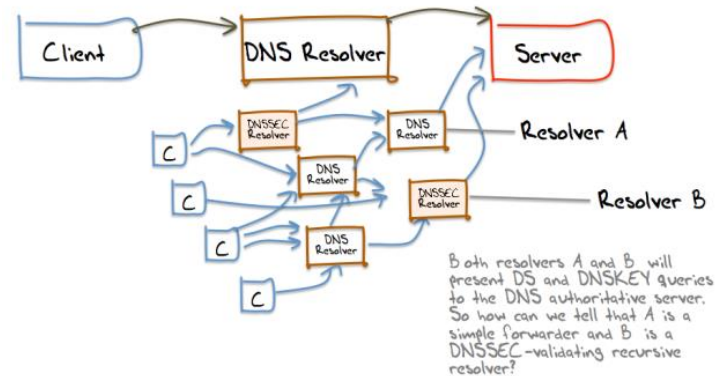 Client
DNS Resolver
Server
DNSSEC
Resolver
DNS
Resolver
Resolver A
C
DNS
Resolver
C
DNSSEC
Resolver
Resolver B
C
DNS
Resolver
C
Both resolvers A and B will
present DS and DNSKEY queries
to the DNS authoritative server.
So how can we tell that A is a
simple forwarder and B is a
DNSSEC-validating recursive
resolver?